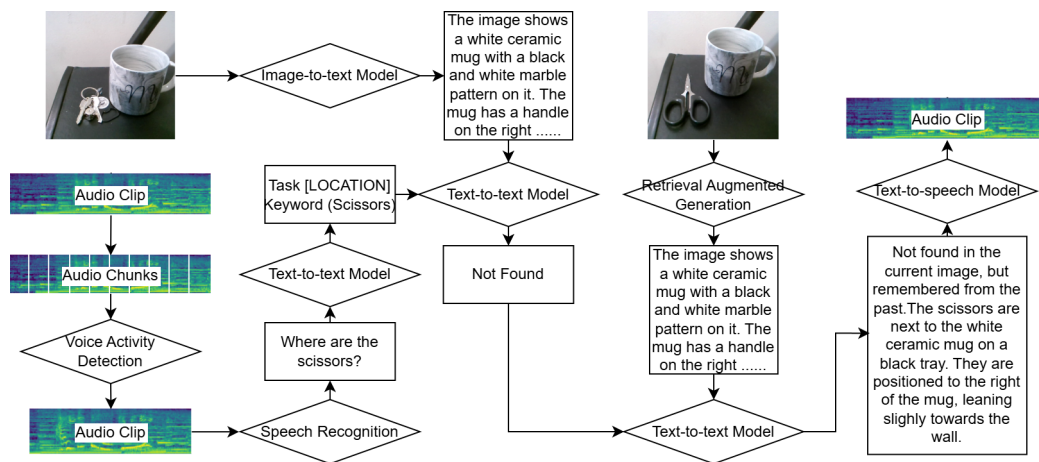 Image-to-text Model
The image shows
a white ceramic
mug with a black
and white marble
pattern on it. The
mug has a handle
on the right ......
Audio Clip
Audio Chunks
Voice Activity
Detection
Audio Clip
Speech Recognition
Where are the
scissors?
Text-to-text Model
Task [LOCATION]
Keyword (Scissors)
Text-to-text Model
Not Found
Retrieval Augmented
Generation
The image shows
a white ceramic
mug with a black
and white marble
pattern on it. The
mug has a handle
on the right ......
Text-to-text Model
Not found in the
current image, but
remembered from the
past.The scissors are
next to the white
ceramic mug on a
black tray. They are
positioned to the right
of the mug, leaning
slighly towards the
wall.
Text-to-speech Model
Audio Clip